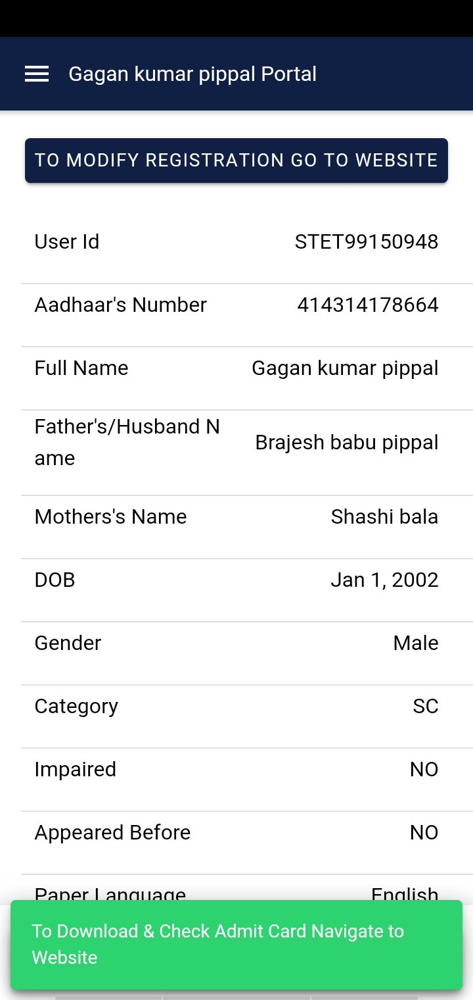 Gagan kumar pippal Portal
TO MODIFY REGISTRATION GO TO WEBSITE
User Id STET99150948
Aadhaar's Number 414314178664
Full Name Gagan kumar pippal
Father's/Husband N
ame Brajesh babu pippal
Mothers's Name Shashi bala
DOB Jan 1, 2002
Gender Male
Category SC
Impaired NO
Appeared Before NO
Paper Language English
To Download & Check Admit Card Navigate to
Website